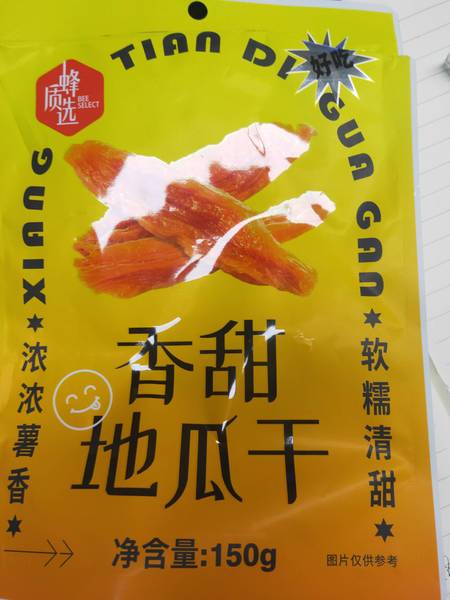 XIANG TIAN DI GUA GAN
好吃
蜂质选
BEE
SELECT
香甜
地瓜干
浓浓薯香
软糯清甜
净含量:150g
图片仅供参考